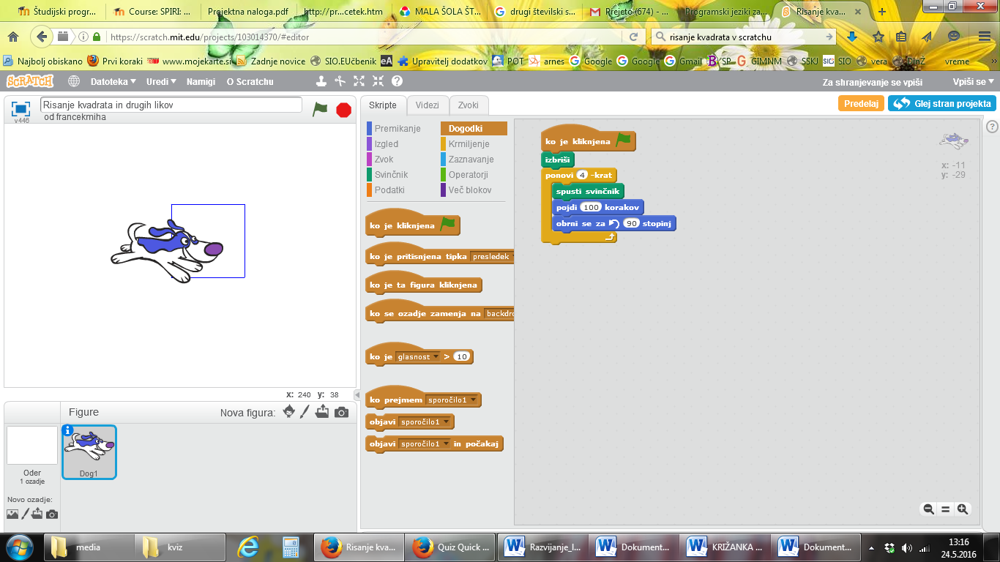 Študijski progr...
Course: SPIRI: ...
Projektna naloga.pdf
http://pr...cetek.htm
MALA ŠOLA ŠT...
drugi številski s...
Prejeto (674) - ...
Programski jeziki za...
Risanje kva...
https://scratch.mit.edu/projects/103014370/#editor
risanje kvadrata v scratchu
Najbolj obiskano
Prvi koraki
www.mojekarte.si
Zadnje novice
SIO.EUčbenik
eA
Upravitelj dodatkov
POT
arnes
Google
Google
Gmail
SP
GIMNM
SSKJ
SIO
vera
DinŽ
vreme
SCRATCH
Datoteka
Uredi
Namigi
O Scratchu
Za shranjevanje se vpiši
Vpiši se
v446
Risanje kvadrata in drugih likov
od francekmiha
Skripte
Videzi
Zvoki
Predelaj
Glej stran projekta
Premikanje
Dogodki
Izgled
Krmiljenje
Zvok
Zaznavanje
Svinčnik
Operatorji
Podatki
Več blokov
ko je kliknjena
ko je pritisnjena tipka presledek
ko je ta figura kliknjena
ko se ozadje zamenja na backdro
ko je glasnost > 10
ko prejmem sporočilo1
objavi sporočilo1
objavi sporočilo1 in počakaj
ko je kliknjena
izbriši
ponovi 4 -krat
spusti svinčnik
pojdi 100 korakov
obrni se za 90 stopinj
x: -11
y: -29
x: 240 y: 38
Figure
Nova figura:
Oder
1 ozadje
Novo ozadje:
Dog1
media
kviz
Risanje kva...
Quiz Quick ...
Razvijanje_l...
Dokument...
KRIŽANKA ...
Dokument...
13:16
24.5.2016